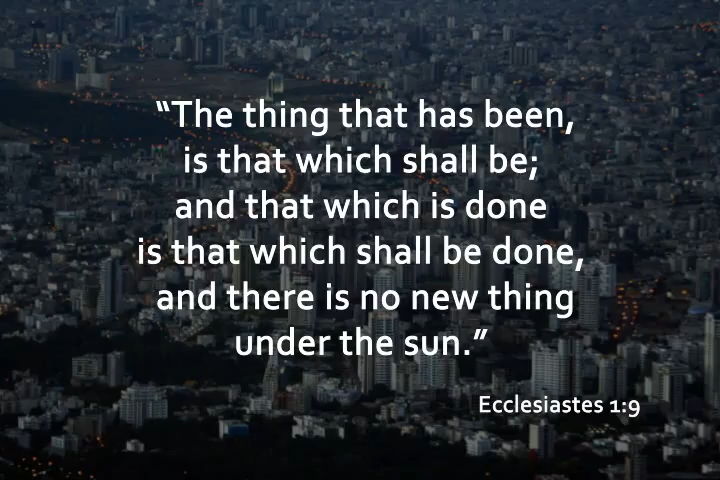 “The thing that has been,
is that which shall be;
and that which is done
is that which shall be done,
and there is no new thing
under the sun.”
Ecclesiastes 1:9